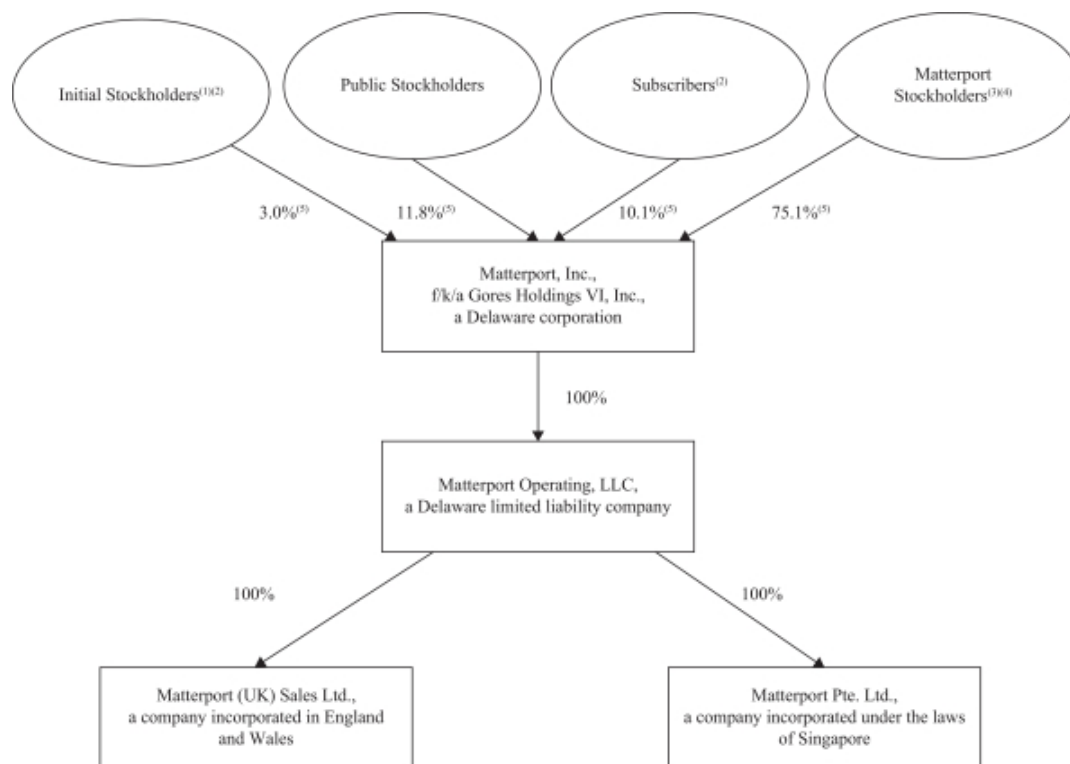 Initial Stockholders(1)(2)
Public Stockholders
Subscribers(2)
Matterport
Stockholders(3)(4)
3.0%(5)
11.8%(5)
10.1%(5)
75.1%(5)
Matterport, Inc.,
f/k/a Gores Holdings VI, Inc.,
a Delaware corporation
100%
Matterport Operating, LLC,
a Delaware limited liability company
100%
100%
Matterport (UK) Sales Ltd.,
a company incorporated in England
and Wales
Matterport Pte. Ltd.,
a company incorporated under the laws
of Singapore